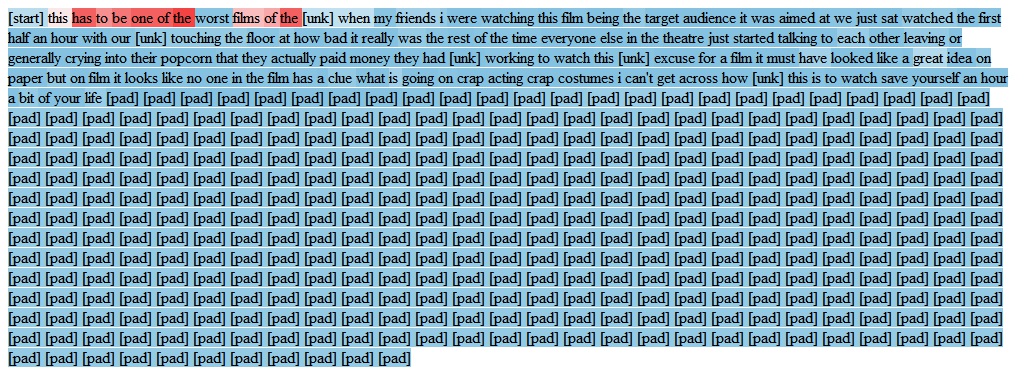 [start] this has to be one of the worst films of the [unk] when my friends i were watching this film being the target audience it was aimed at we just sat watched the first
half an hour with our [unk] touching the floor at how bad it really was the rest of the time everyone else in the theatre just started talking to each other leaving or
generally crying into their popcorn that they actually paid money they had [unk] working to watch this [unk] excuse for a film it must have looked like a great idea on
paper but on film it looks like no one in the film has a clue what is going on crap acting crap costumes i can't get across how [unk] this is to watch save yourself an hour
a bit of your life [pad] [pad] [pad] [pad] [pad] [pad] [pad] [pad] [pad] [pad] [pad] [pad] [pad] [pad] [pad] [pad] [pad] [pad] [pad] [pad] [pad] [pad] [pad] [pad]
[pad] [pad] [pad] [pad] [pad] [pad] [pad] [pad] [pad] [pad] [pad] [pad] [pad] [pad] [pad] [pad] [pad] [pad] [pad] [pad] [pad] [pad] [pad] [pad] [pad] [pad] [pad]
[pad] [pad] [pad] [pad] [pad] [pad] [pad] [pad] [pad] [pad] [pad] [pad] [pad] [pad] [pad] [pad] [pad] [pad] [pad] [pad] [pad] [pad] [pad] [pad] [pad] [pad] [pad]
[pad] [pad] [pad] [pad] [pad] [pad] [pad] [pad] [pad] [pad] [pad] [pad] [pad] [pad] [pad] [pad] [pad] [pad] [pad] [pad] [pad] [pad] [pad] [pad] [pad] [pad] [pad]
[pad] [pad] [pad] [pad] [pad] [pad] [pad] [pad] [pad] [pad] [pad] [pad] [pad] [pad] [pad] [pad] [pad] [pad] [pad] [pad] [pad] [pad] [pad] [pad] [pad] [pad] [pad]
[pad] [pad] [pad] [pad] [pad] [pad] [pad] [pad] [pad] [pad] [pad] [pad] [pad] [pad] [pad] [pad] [pad] [pad] [pad] [pad] [pad] [pad] [pad] [pad] [pad] [pad] [pad]
[pad] [pad] [pad] [pad] [pad] [pad] [pad] [pad] [pad] [pad] [pad] [pad] [pad] [pad] [pad] [pad] [pad] [pad] [pad] [pad] [pad] [pad] [pad] [pad] [pad] [pad] [pad]
[pad] [pad] [pad] [pad] [pad] [pad] [pad] [pad] [pad] [pad] [pad] [pad] [pad] [pad] [pad] [pad] [pad] [pad] [pad] [pad] [pad] [pad] [pad] [pad] [pad] [pad] [pad]
[pad] [pad] [pad] [pad] [pad] [pad] [pad] [pad] [pad] [pad] [pad] [pad] [pad] [pad] [pad] [pad] [pad] [pad] [pad] [pad] [pad] [pad] [pad] [pad] [pad] [pad] [pad]
[pad] [pad] [pad] [pad] [pad] [pad] [pad] [pad] [pad] [pad] [pad] [pad] [pad] [pad] [pad] [pad] [pad] [pad] [pad] [pad] [pad] [pad] [pad] [pad] [pad] [pad] [pad]
[pad] [pad] [pad] [pad] [pad] [pad] [pad] [pad] [pad] [pad] [pad] [pad] [pad] [pad] [pad] [pad] [pad] [pad] [pad] [pad] [pad] [pad] [pad] [pad] [pad] [pad] [pad]
[pad] [pad] [pad] [pad] [pad] [pad] [pad] [pad] [pad] [pad] [pad] [pad] [pad] [pad] [pad] [pad] [pad] [pad] [pad] [pad] [pad] [pad] [pad] [pad] [pad] [pad] [pad]
[pad] [pad] [pad] [pad] [pad] [pad] [pad] [pad] [pad] [pad] [pad] [pad] [pad] [pad] [pad] [pad] [pad] [pad] [pad] [pad] [pad] [pad] [pad] [pad] [pad] [pad] [pad]
[pad] [pad] [pad] [pad] [pad] [pad] [pad] [pad] [pad] [pad] [pad]